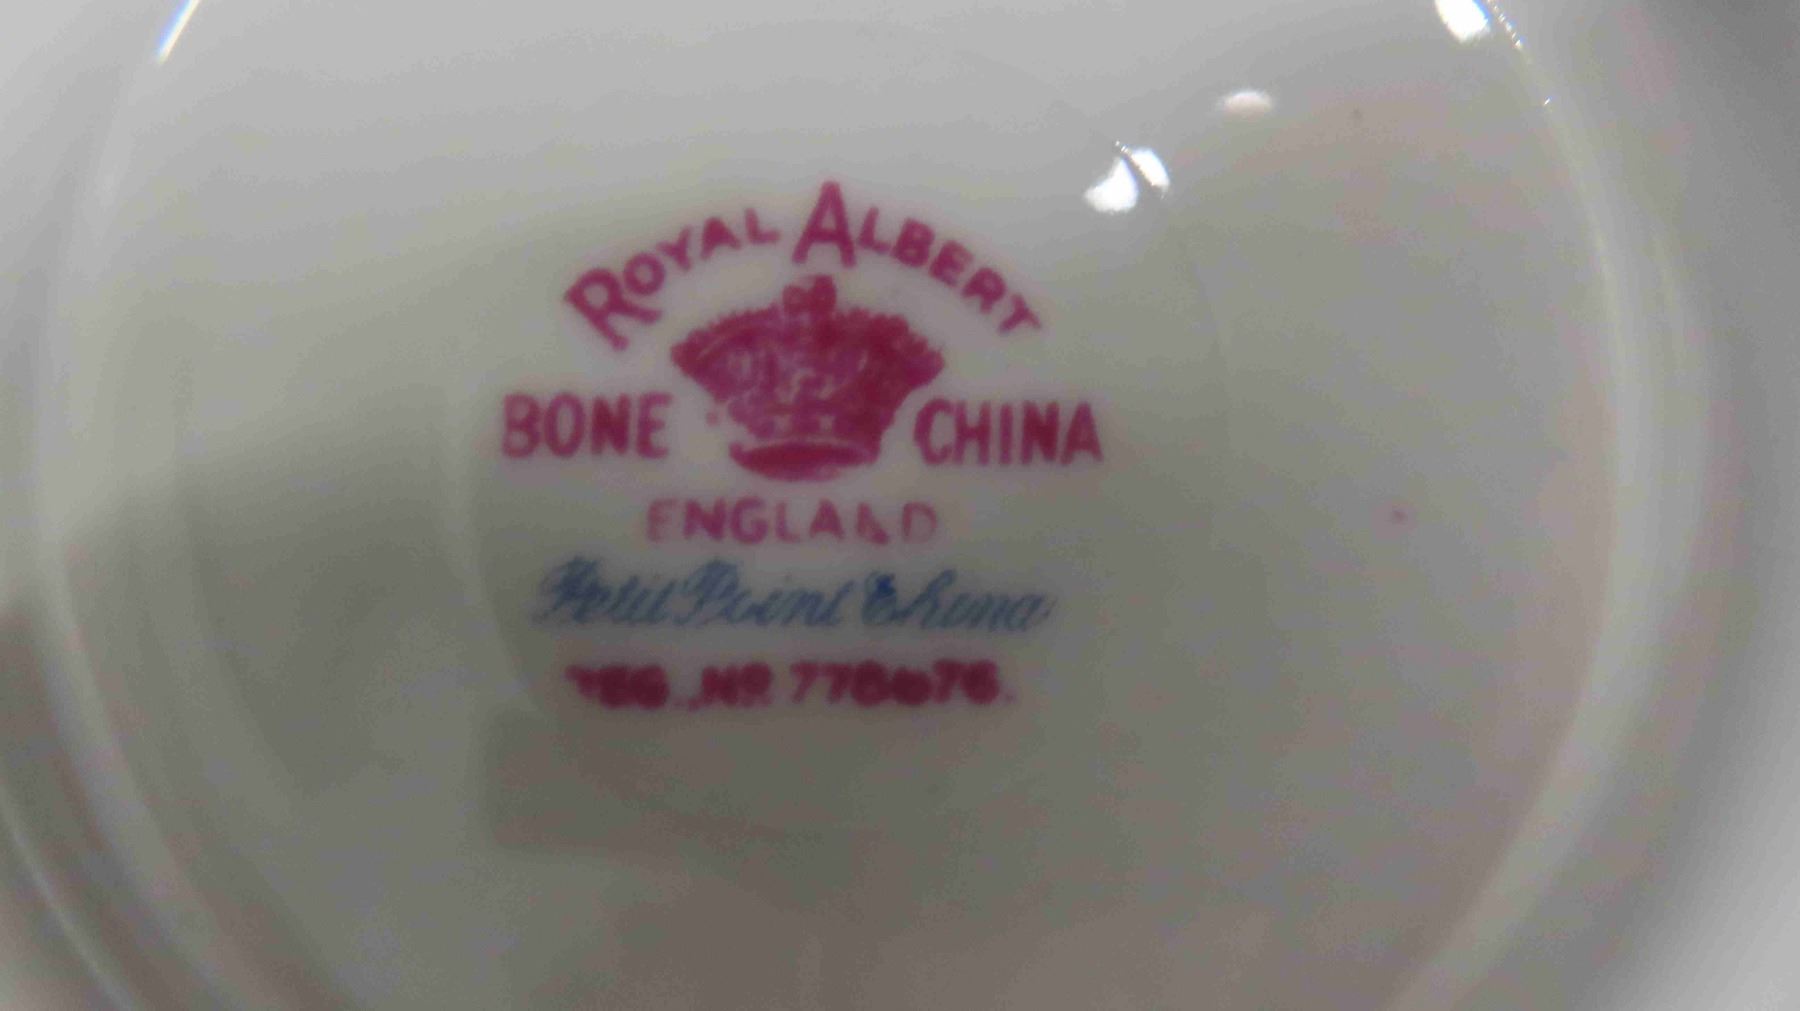 ROYAL ALBERT
BONE CHINA
ENGLAND
Petit Point China
REG. Nº